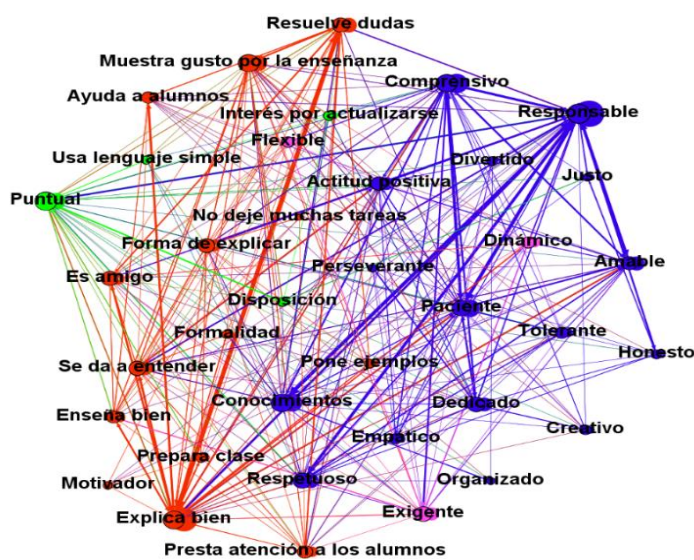 Resuelve dudas
Muestra gusto por la enseñanza
Comprensivo
Ayuda a alumnos
Interés por actualizarse
Responsable
Flexible
Usa lenguaje simple
Divertido
Justo
Actitud positiva
Puntual
No deje muchas tareas
Forma de explicar
Dinámico
Es amigo
Perseverante
Amable
Disposición
Paciente
Formalidad
Tolerante
Se da a entender
Pone ejemplos
Honesto
Conocimientos
Dedicado
Enseña bien
Empático
Creativo
Prepara clase
Motivador
Respetuoso
Organizado
Explica bien
Exigente
Presta atención a los alumnos